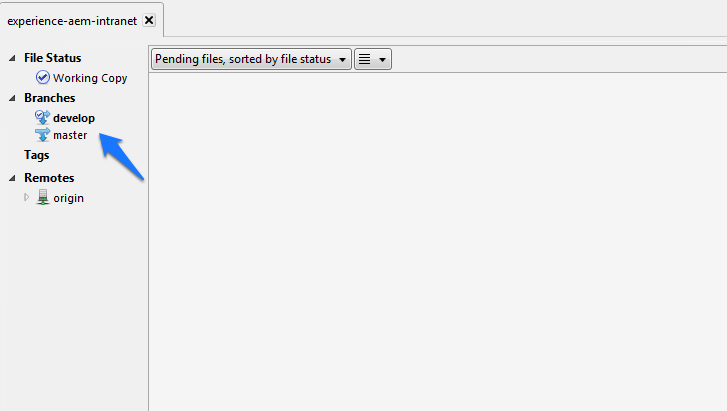 experience-aem-intranet
File Status
Working Copy
Branches
develop
master
Tags
Remotes
origin
Pending files, sorted by file status